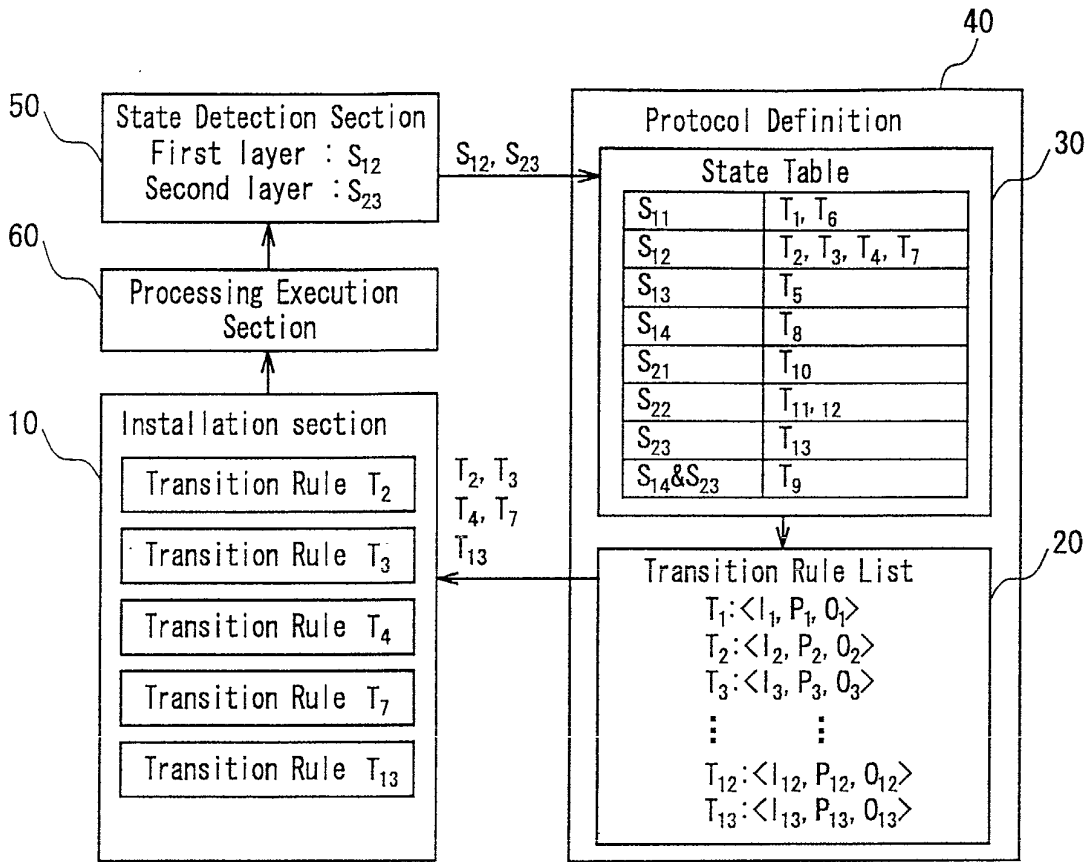 40
50
State Detection Section
First layer : S₁₂
Second layer : S₂₃
S₁₂, S₂₃
Protocol Definition
30
State Table
S₁₁ T₁, T₆
S₁₂ T₂, T₃, T₄, T₇
S₁₃ T₅
S₁₄ T₈
S₂₁ T₁₀
S₂₂ T₁₁, ₁₂
S₂₃ T₁₃
S₁₄&S₂₃ T₉
60
Processing Execution
Section
10
Installation section
Transition Rule T₂
Transition Rule T₃
Transition Rule T₄
Transition Rule T₇
Transition Rule T₁₃
T₂, T₃
T₄, T₇
T₁₃
20
Transition Rule List
T₁:<I₁, P₁, O₁>
T₂:<I₂, P₂, O₂>
T₃:<I₃, P₃, O₃>
⋮ ⋮
T₁₂:<I₁₂, P₁₂, O₁₂>
T₁₃:<I₁₃, P₁₃, O₁₃>